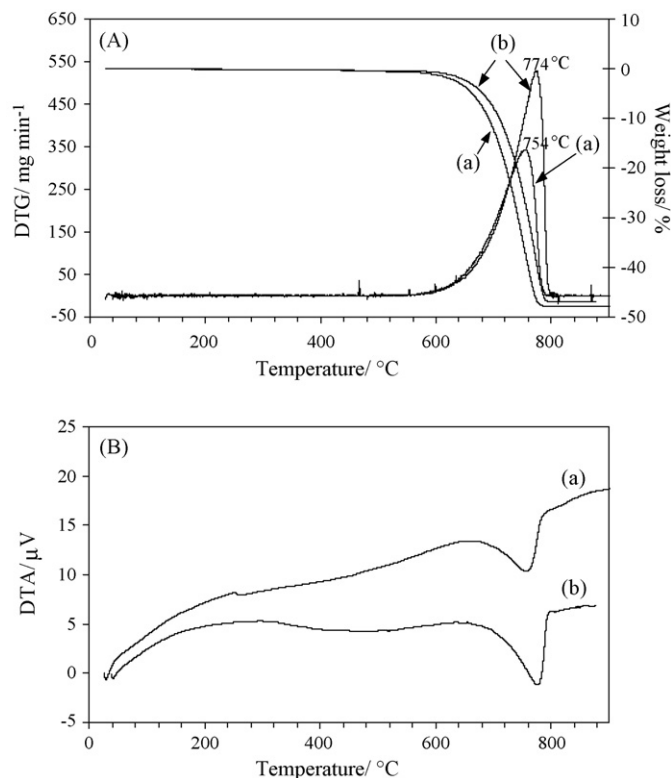 (A)
DTG/ mg min-1
650
550
450
350
250
150
50
-50
10
0
-10
-20
-30
-40
-50
Weight loss/ %
(b)
774 °C
754 °C
(a)
(a)
0
200
400
600
800
Temperature/ °C
(B)
DTA/ μV
25
20
15
10
5
0
-5
(a)
(b)
0
200
400
600
800
Temperature/ °C